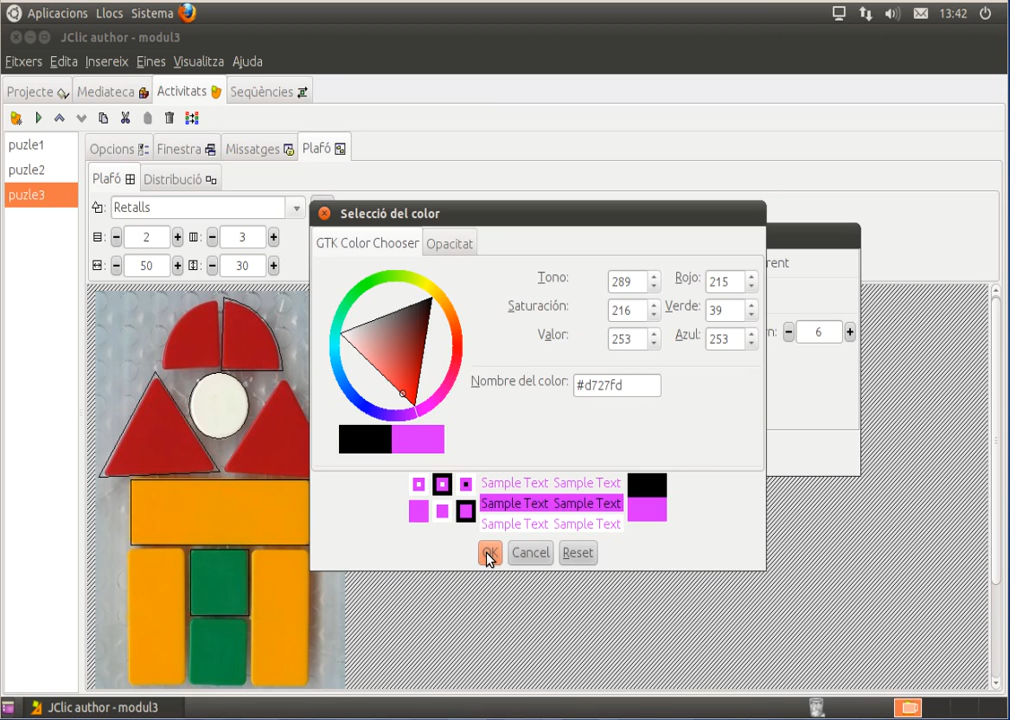 Aplicacions Llocs Sistema 13:42
JClic author - modul3
Fitxers Edita Insereix Eines Visualitza Ajuda
Projecte Mediateca Activitats Seqüències
puzle1
puzle2
puzle3
Opcions Finestra Missatges Plafó
Plafó Distribució
Retalls
2 3
50 30
Selecció del color
GTK Color Chooser Opacitat
Tono: 289 Rojo: 215
Saturación: 216 Verde: 39
Valor: 253 Azul: 253
Nombre del color: #d727fd
rent
n: 6
Sample Text Sample Text
Sample Text Sample Text
Sample Text Sample Text
OK Cancel Reset
JClic author - modul3